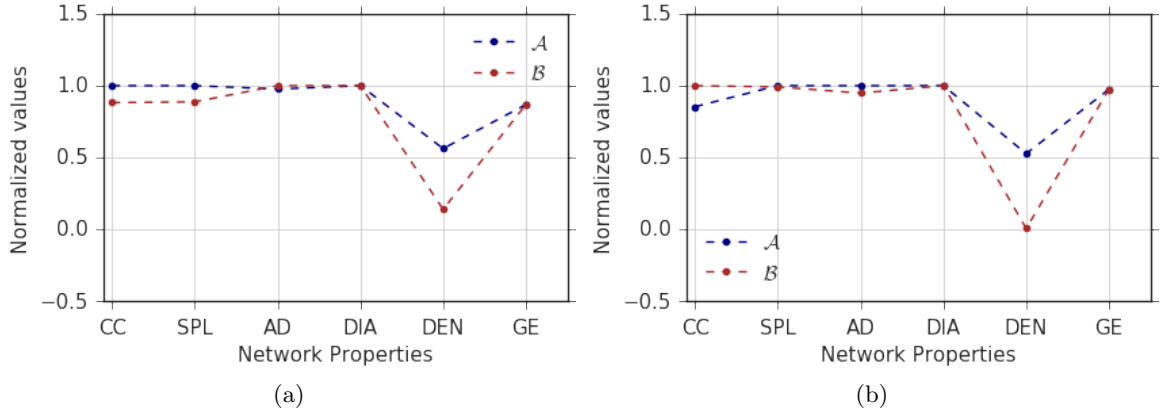 1.5
1.0
0.5
0.0
−0.5
Normalized values
CC SPL AD DIA DEN GE
Network Properties
𝒜
ℬ
(a)
1.5
1.0
0.5
0.0
−0.5
Normalized values
𝒜
ℬ
CC SPL AD DIA DEN GE
Network Properties
(b)